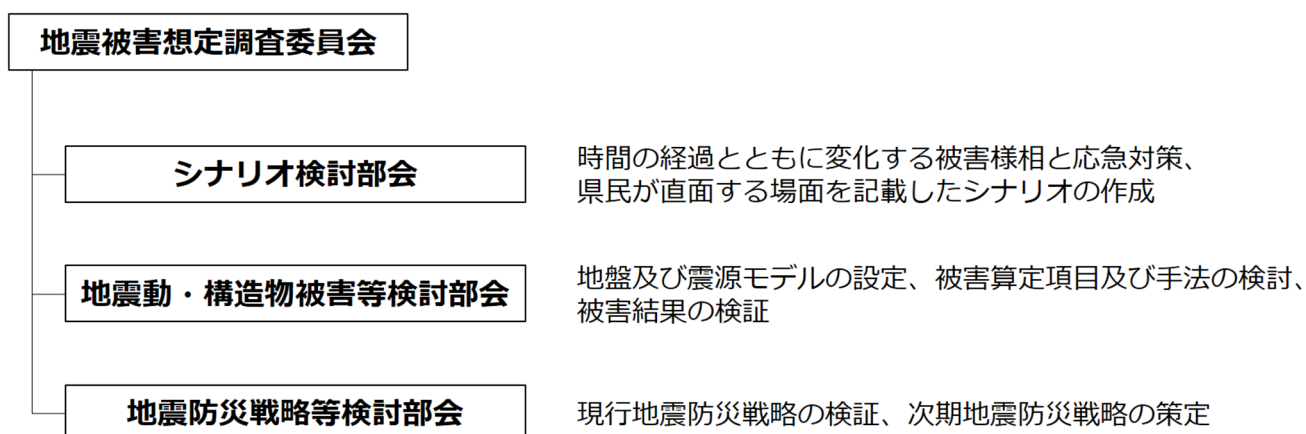 地震被害想定調査委員会
シナリオ検討部会
時間の経過とともに変化する被害様相と応急対策、
県民が直面する場面を記載したシナリオの作成
地震動・構造物被害等検討部会
地盤及び震源モデルの設定、被害算定項目及び手法の検討、
被害結果の検証
地震防災戦略等検討部会
現行地震防災戦略の検証、次期地震防災戦略の策定